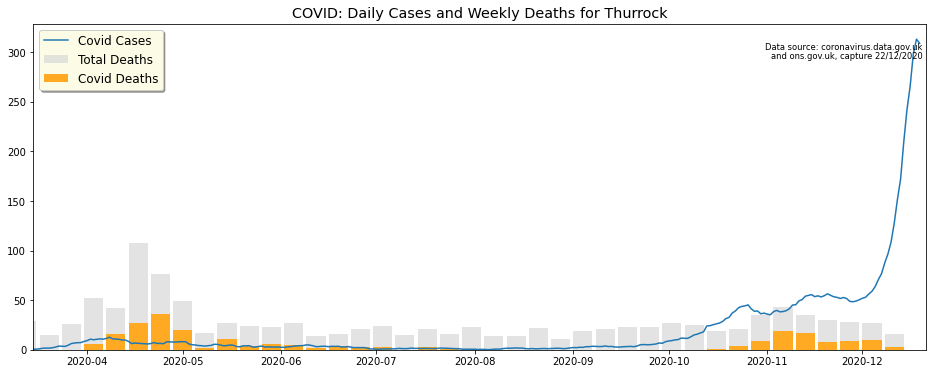 COVID: Daily Cases and Weekly Deaths for Thurrock
Covid Cases
Total Deaths
Covid Deaths
Data source: coronavirus.data.gov.uk
and ons.gov.uk, capture 22/12/2020
300
250
200
150
100
50
0
2020-04 2020-05 2020-06 2020-07 2020-08 2020-09 2020-10 2020-11 2020-12